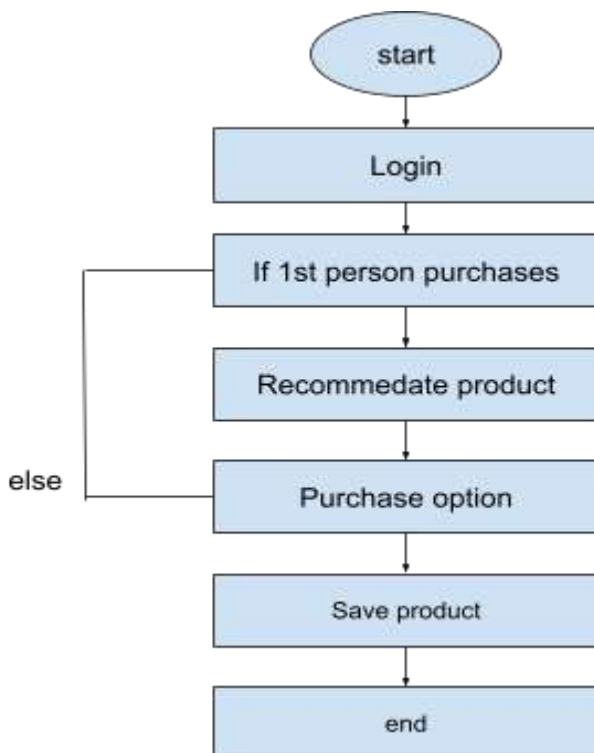 start
Login
If 1st person purchases
Recommedate product
else
Purchase option
Save product
end